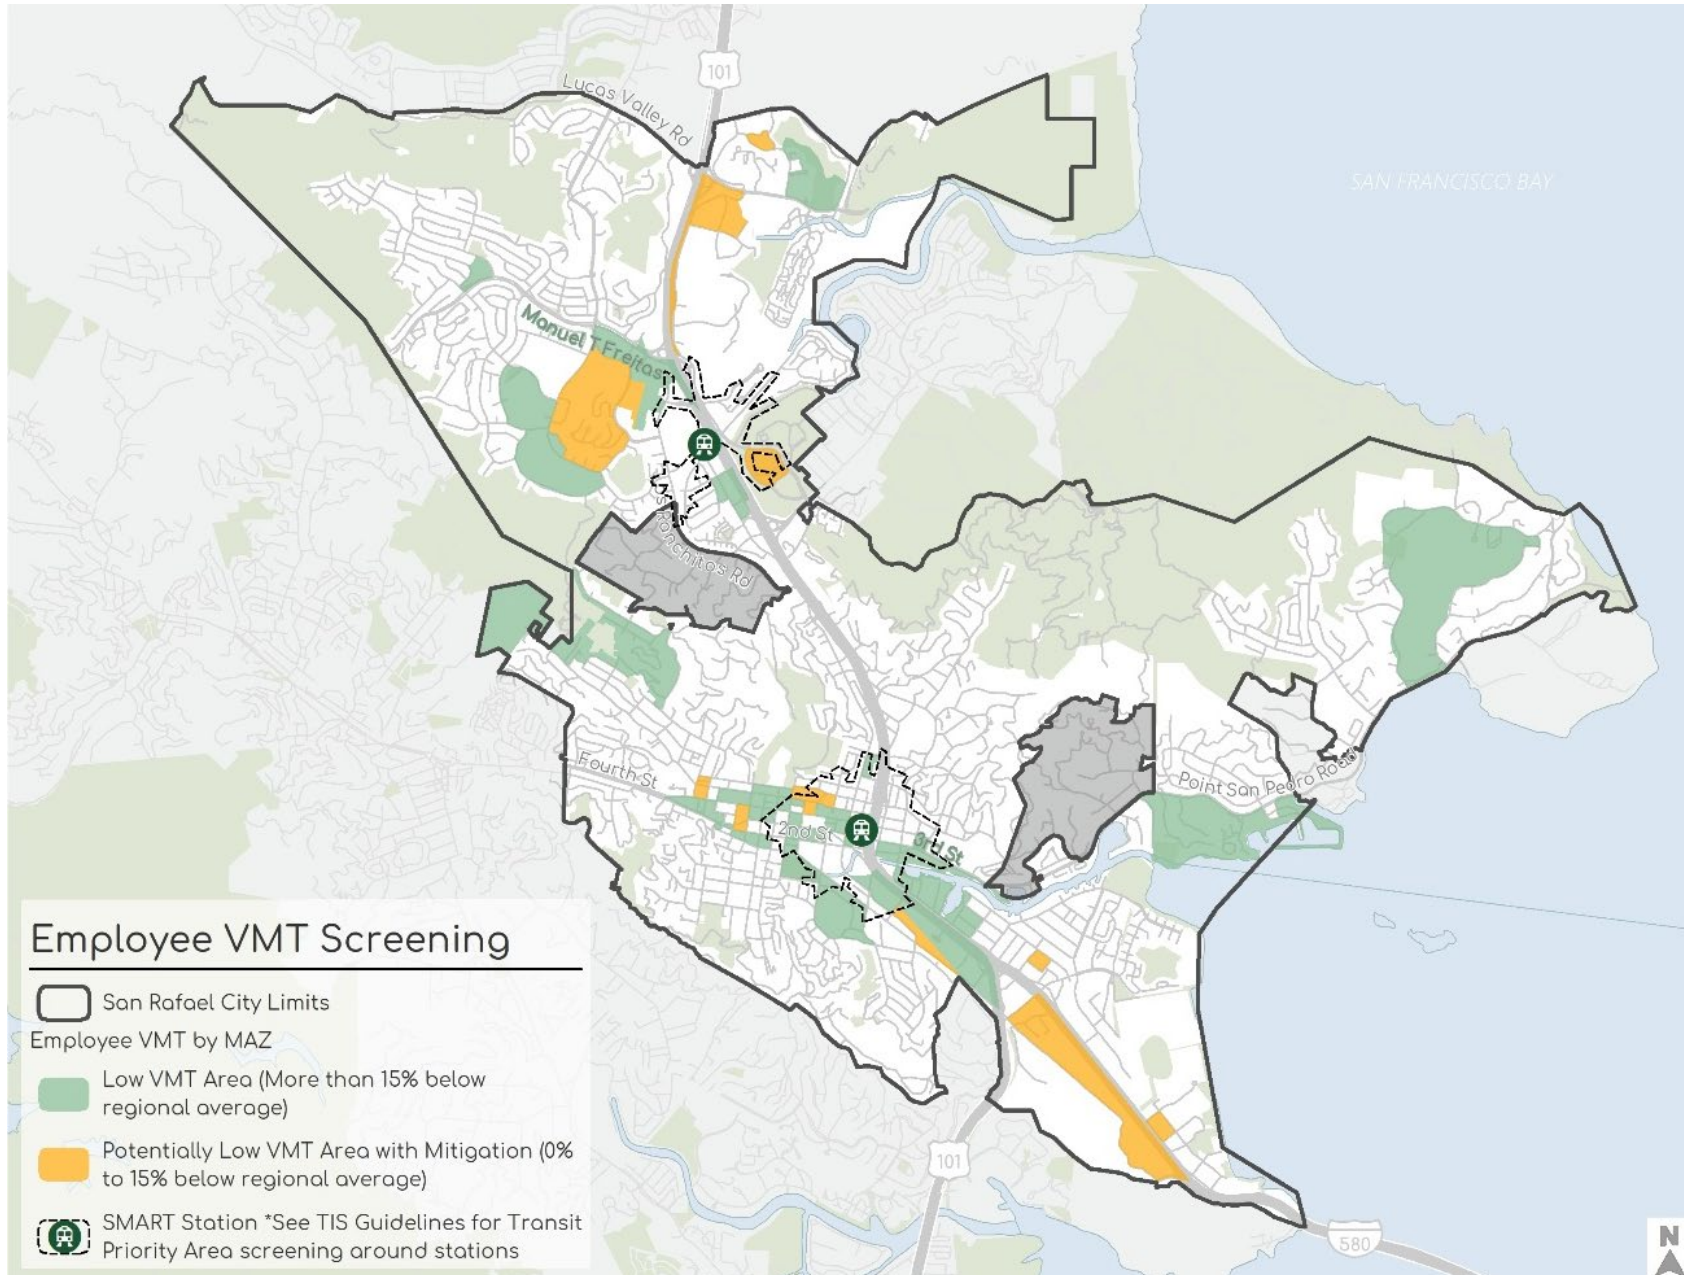 101
Lucas Valley Rd
SAN FRANCISCO BAY
Manuel T Freitas
s Ranchitos Rd
Fourth St
Point San Pedro Road
2nd St
3rd St
Employee VMT Screening
San Rafael City Limits
Employee VMT by MAZ
Low VMT Area (More than 15% below
regional average)
Potentially Low VMT Area with Mitigation (0%
to 15% below regional average)
SMART Station *See TIS Guidelines for Transit
Priority Area screening around stations
101
580
N